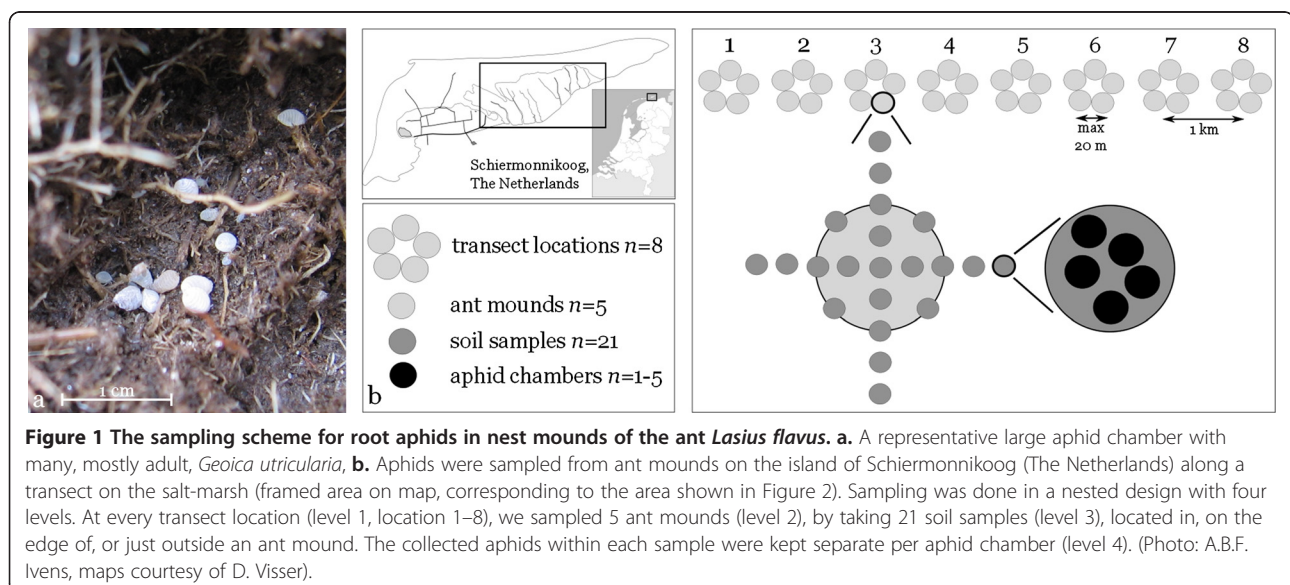 a
1 cm
Schiermonnikoog,
The Netherlands
transect locations n=8
ant mounds n=5
soil samples n=21
aphid chambers n=1-5
b
1 2 3 4 5 6 7 8
max
20 m
1 km
Figure 1 The sampling scheme for root aphids in nest mounds of the ant Lasius flavus. a. A representative large aphid chamber with
many, mostly adult, Geoica utricularia, b. Aphids were sampled from ant mounds on the island of Schiermonnikoog (The Netherlands) along a
transect on the salt-marsh (framed area on map, corresponding to the area shown in Figure 2). Sampling was done in a nested design with four
levels. At every transect location (level 1, location 1–8), we sampled 5 ant mounds (level 2), by taking 21 soil samples (level 3), located in, on the
edge of, or just outside an ant mound. The collected aphids within each sample were kept separate per aphid chamber (level 4). (Photo: A.B.F.
Ivens, maps courtesy of D. Visser).